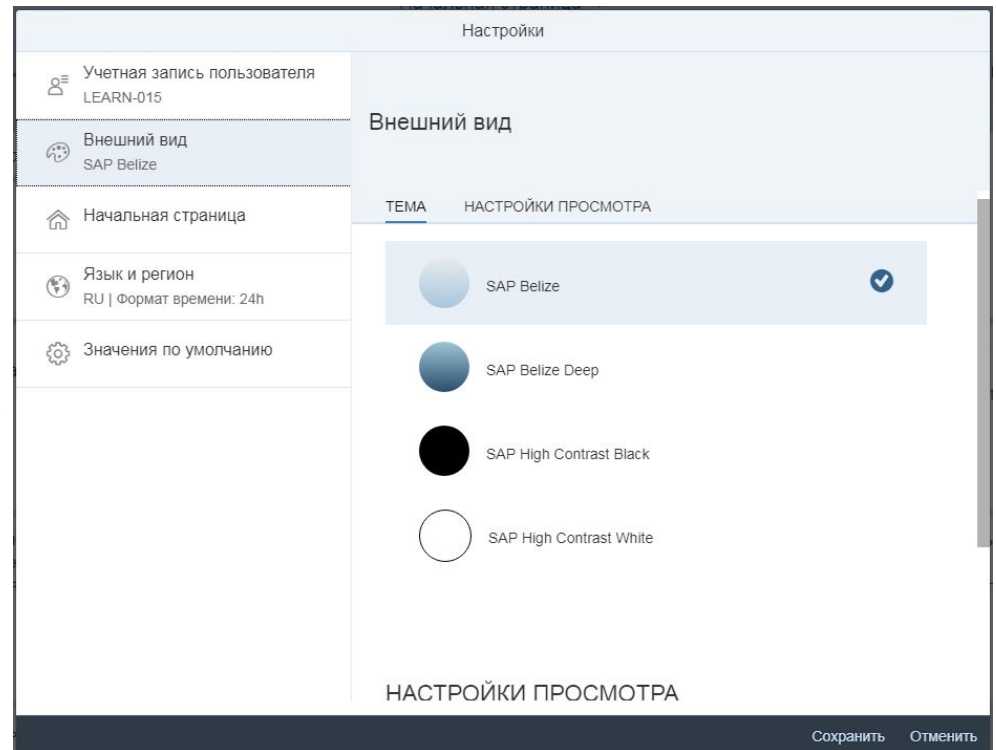 Настройки
Учетная запись пользователя
LEARN-015
Внешний вид
SAP Belize
Начальная страница
Язык и регион
RU | Формат времени: 24h
Значения по умолчанию
Внешний вид
ТЕМА НАСТРОЙКИ ПРОСМОТРА
SAP Belize
SAP Belize Deep
SAP High Contrast Black
SAP High Contrast White
НАСТРОЙКИ ПРОСМОТРА
Сохранить Отменить